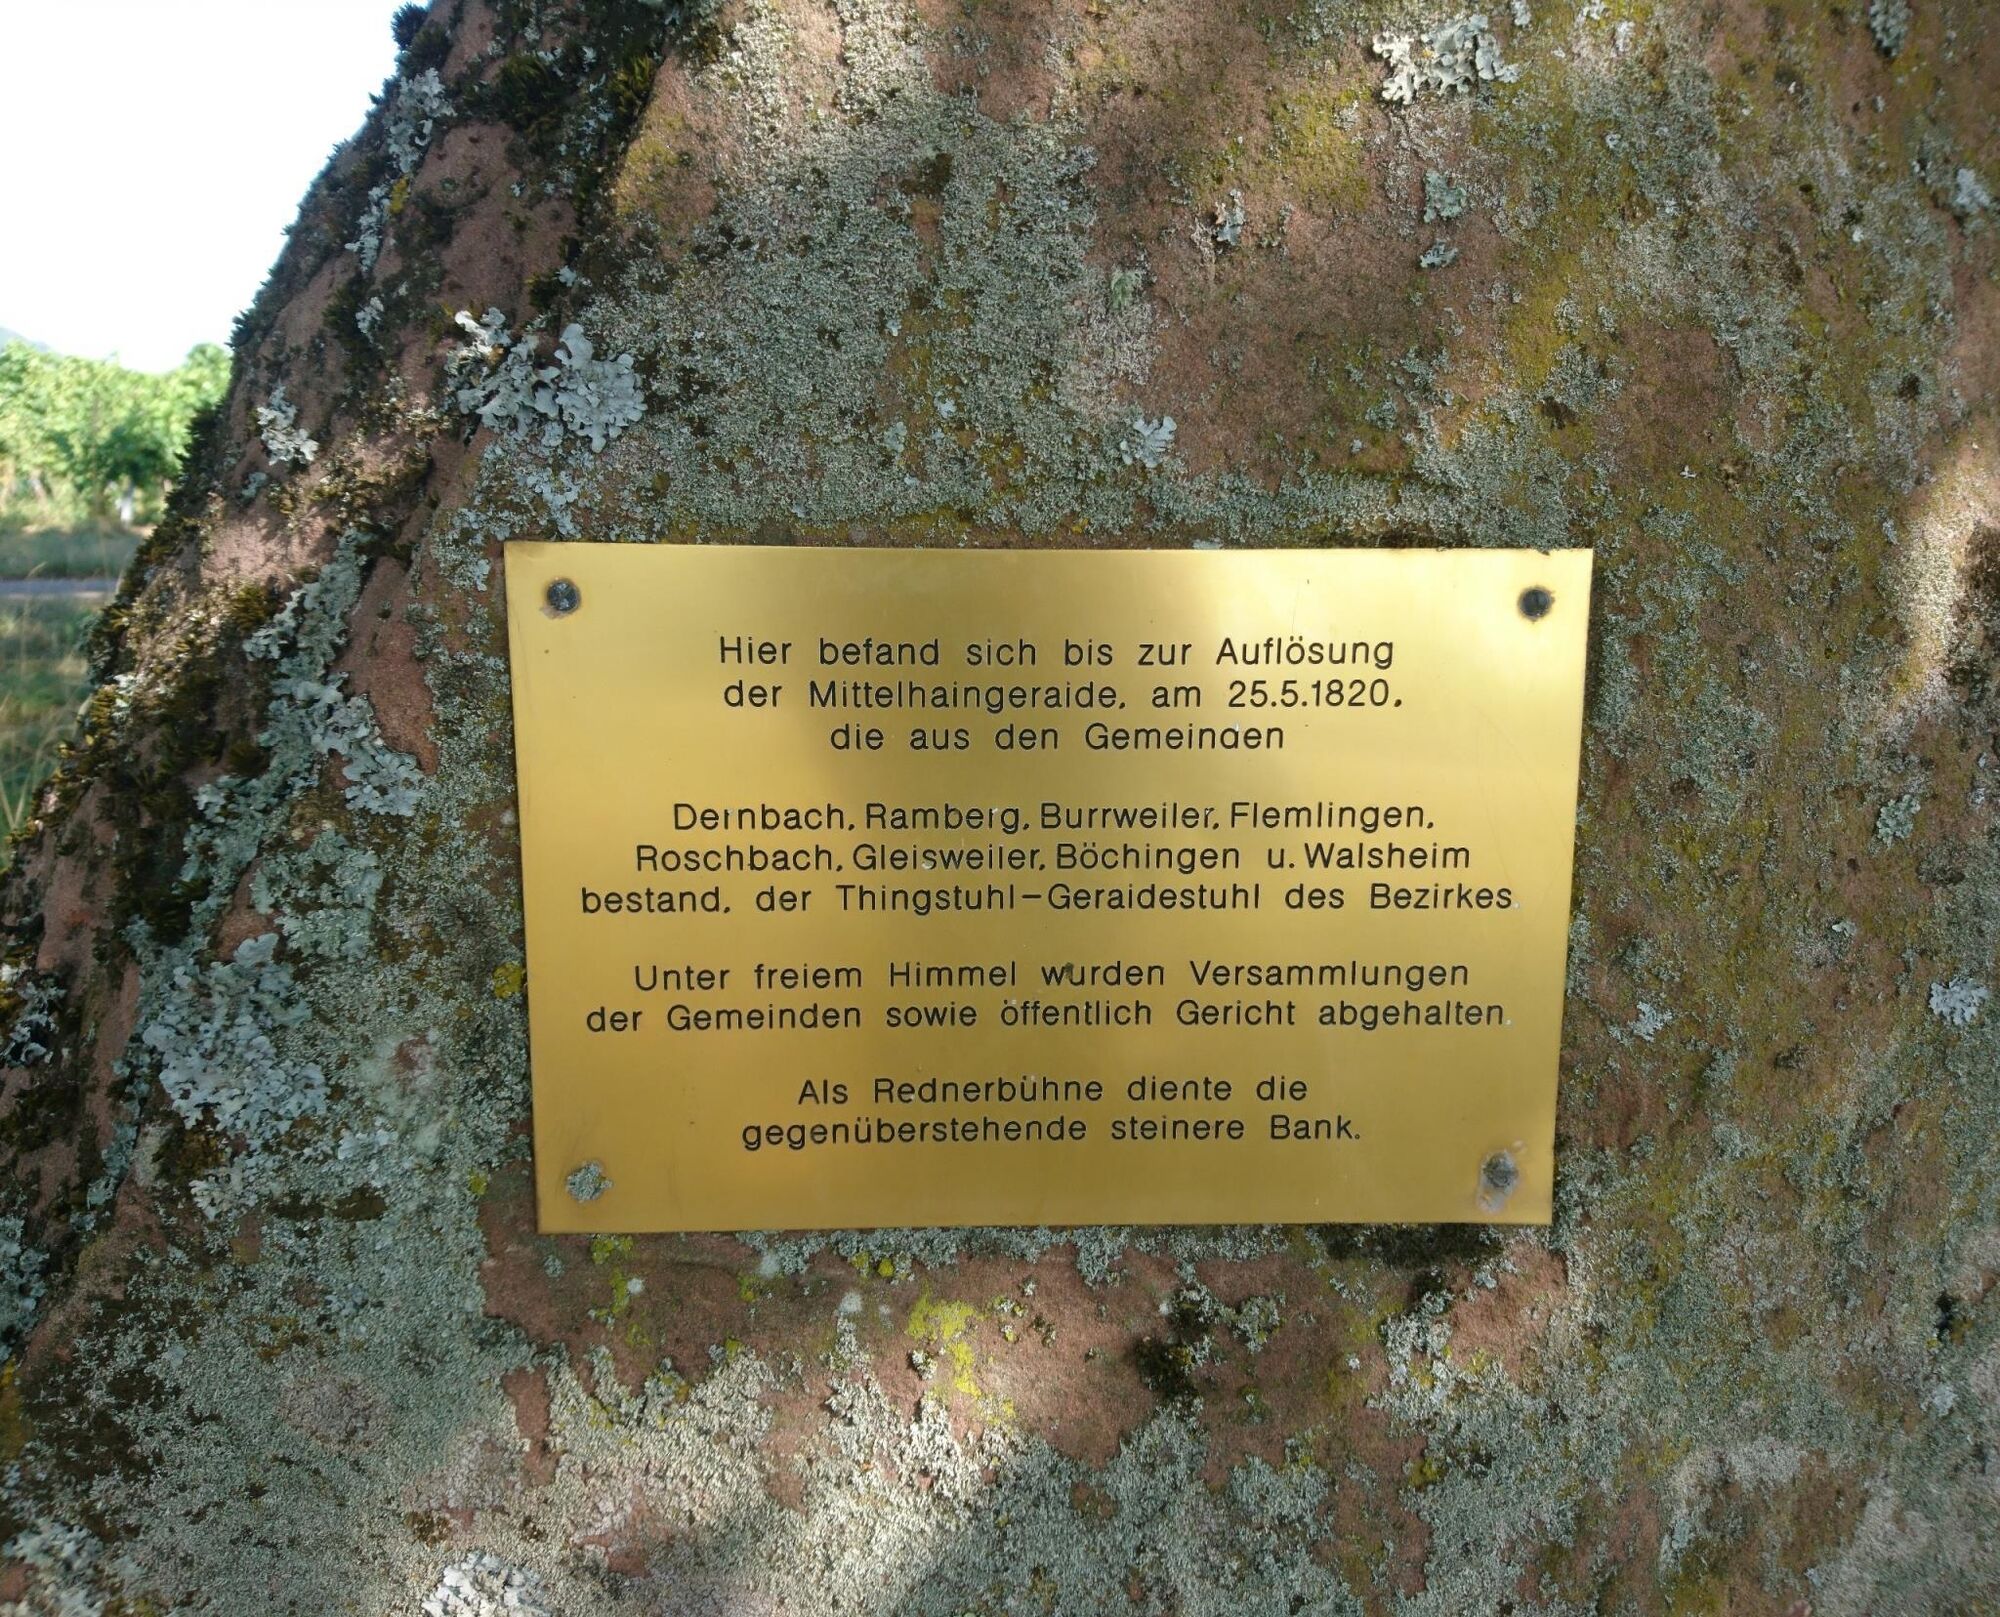 Hier befand sich bis zur Auflösung
der Mittelhaingeraide, am 25.5.1820,
die aus den Gemeinden
Dernbach, Ramberg, Burrweiler, Flemlingen,
Roschbach, Gleisweiler, Böchingen u. Walsheim
bestand, der Thingstuhl-Geraidestuhl des Bezirkes.
Unter freiem Himmel wurden Versammlungen
der Gemeinden sowie öffentlich Gericht abgehalten.
Als Rednerbühne diente die
gegenüberstehende steinere Bank.